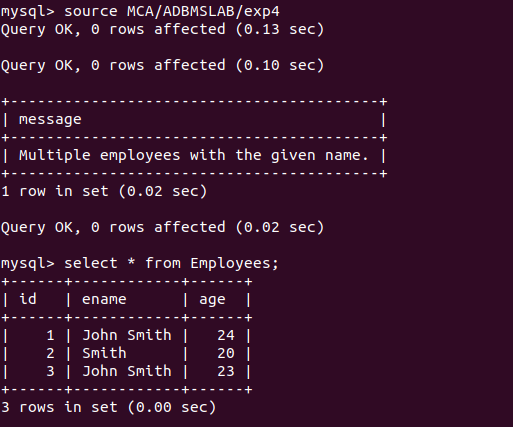 mysql> source MCA/ADBMSLAB/exp4
Query OK, 0 rows affected (0.13 sec)

Query OK, 0 rows affected (0.10 sec)

+-----------------------------------------+
| message                                 |
+-----------------------------------------+
| Multiple employees with the given name. |
+-----------------------------------------+
1 row in set (0.02 sec)

Query OK, 0 rows affected (0.02 sec)

mysql> select * from Employees;
+------+------------+------+
| id   | ename      | age  |
+------+------------+------+
|    1 | John Smith |   24 |
|    2 | Smith      |   20 |
|    3 | John Smith |   23 |
+------+------------+------+
3 rows in set (0.00 sec)